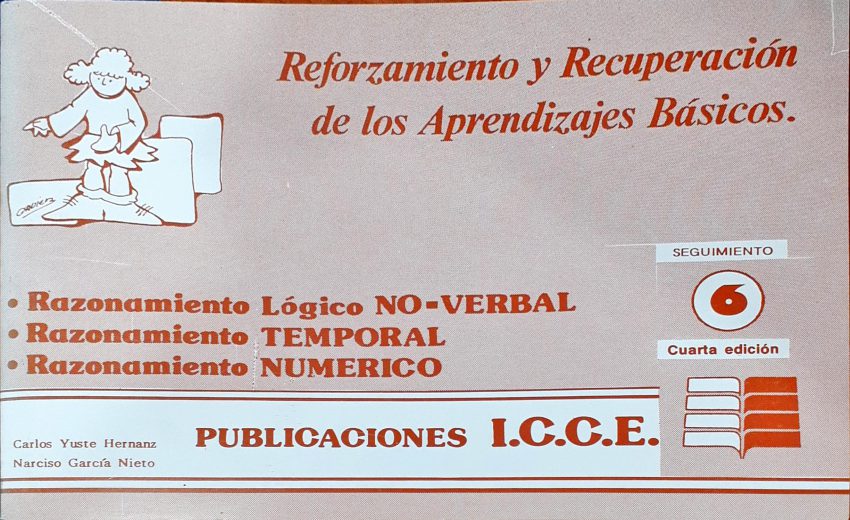 Reforzamiento y Recuperación
de los Aprendizajes Básicos.
SEGUIMIENTO
6
Cuarta edición
• Razonamiento Lógico NO-VERBAL
• Razonamiento TEMPORAL
• Razonamiento NUMERICO
Carlos Yuste Hernanz
Narciso García Nieto
PUBLICACIONES I.C.C.E.